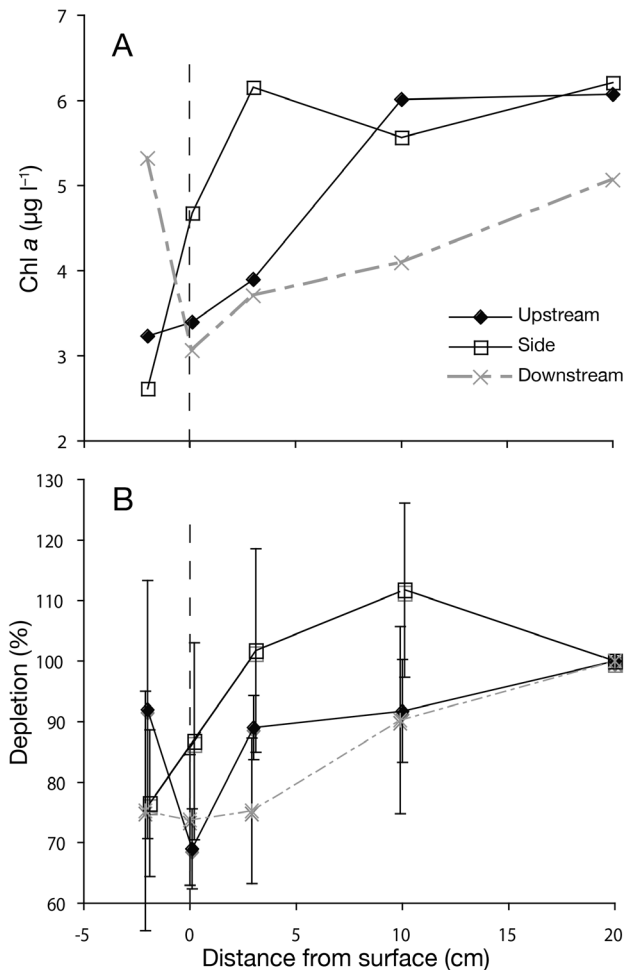 7
A
6
5
Chl a (µg l⁻¹)
4
Upstream
Side
3
Downstream
2
130
B
120
110
Depletion (%)
100
90
80
70
60
-5 0 5 10 15 20
Distance from surface (cm)